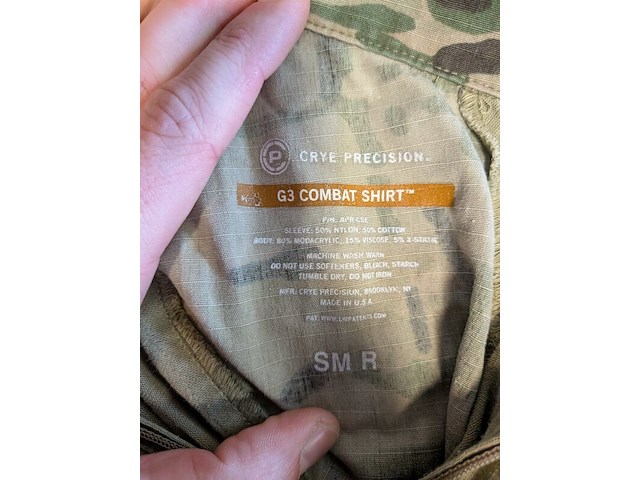 P CRYE PRECISION™
G3 COMBAT SHIRT™
P/N: APR-CSE
SLEEVE: 50% NYLON, 50% COTTON
BODY: 80% MODACRYLIC, 15% VISCOSE, 5% X-STATIC
MACHINE WASH WARM
DO NOT USE SOFTENERS, BLEACH, STARCH
TUMBLE DRY, DO NOT IRON
MFR: CRYE PRECISION, BROOKLYN, NY
MADE IN U.S.A.
PAT: WWW.LWPATENTS.COM
SM R